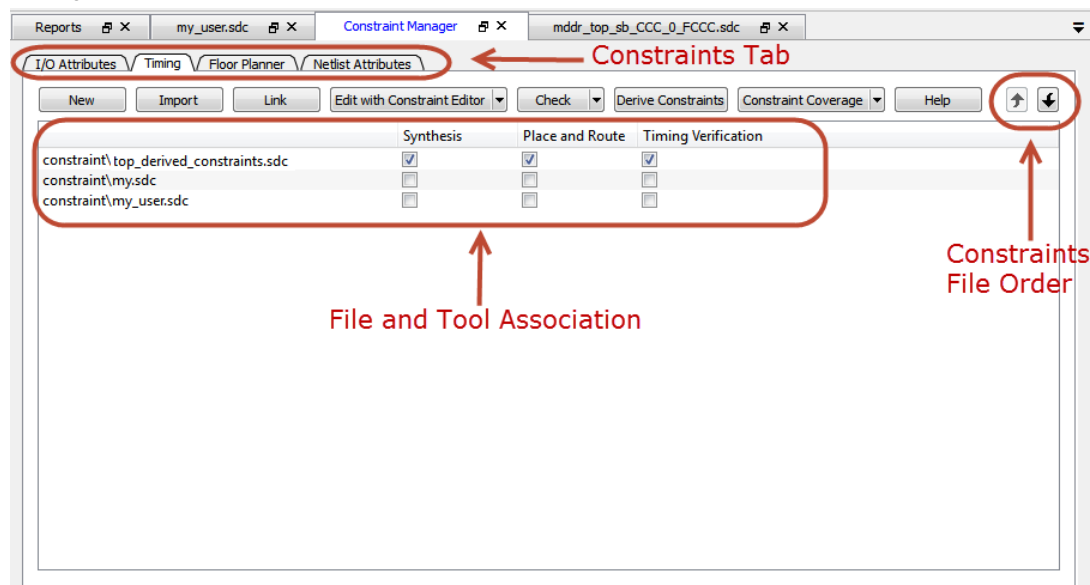 Reports my_user.sdc Constraint Manager mddr_top_sb_CCC_0_FCCC.sdc
I/O Attributes Timing Floor Planner Netlist Attributes Constraints Tab
New Import Link Edit with Constraint Editor Check Derive Constraints Constraint Coverage Help
Synthesis Place and Route Timing Verification
constraint\top_derived_constraints.sdc
constraint\my.sdc
constraint\my_user.sdc
Constraints
File Order
File and Tool Association